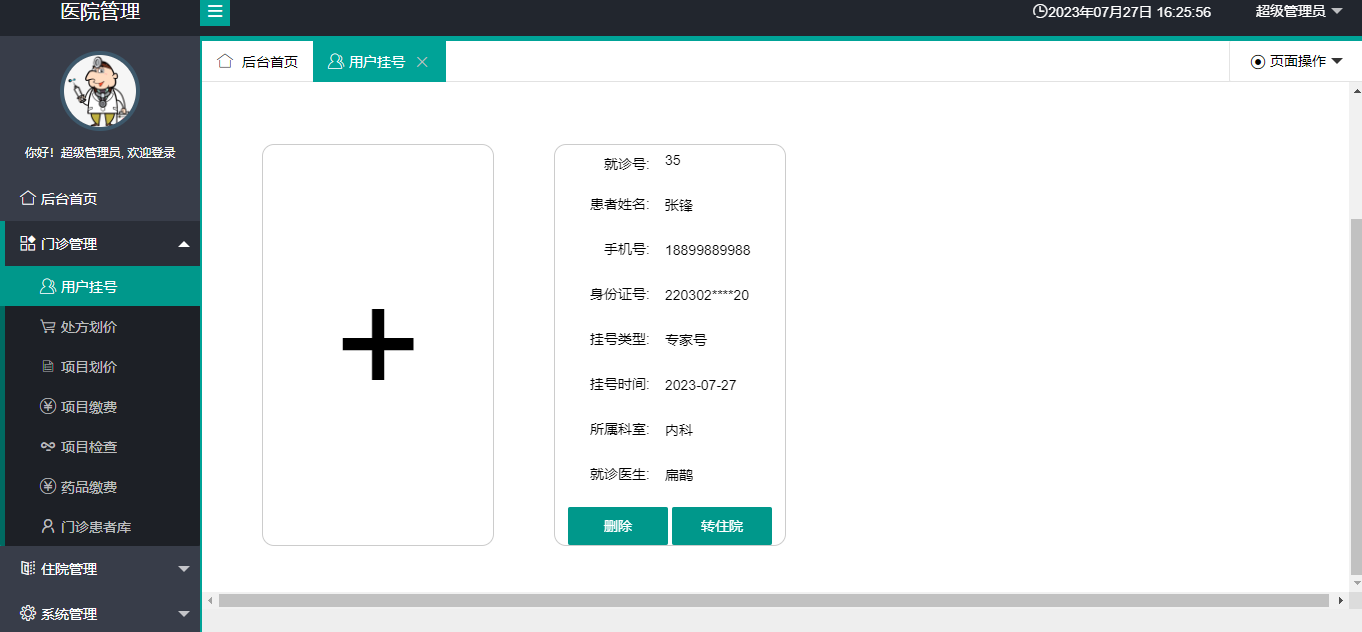 医院管理
2023年07月27日 16:25:56
超级管理员
你好！超级管理员, 欢迎登录
后台首页
门诊管理
用户挂号
处方划价
项目划价
项目缴费
项目检查
药品缴费
门诊患者库
住院管理
系统管理
后台首页
用户挂号
页面操作
就诊号: 35
患者姓名: 张锋
手机号: 18899889988
身份证号: 220302****20
挂号类型: 专家号
挂号时间: 2023-07-27
所属科室: 内科
就诊医生: 扁鹊
删除
转住院